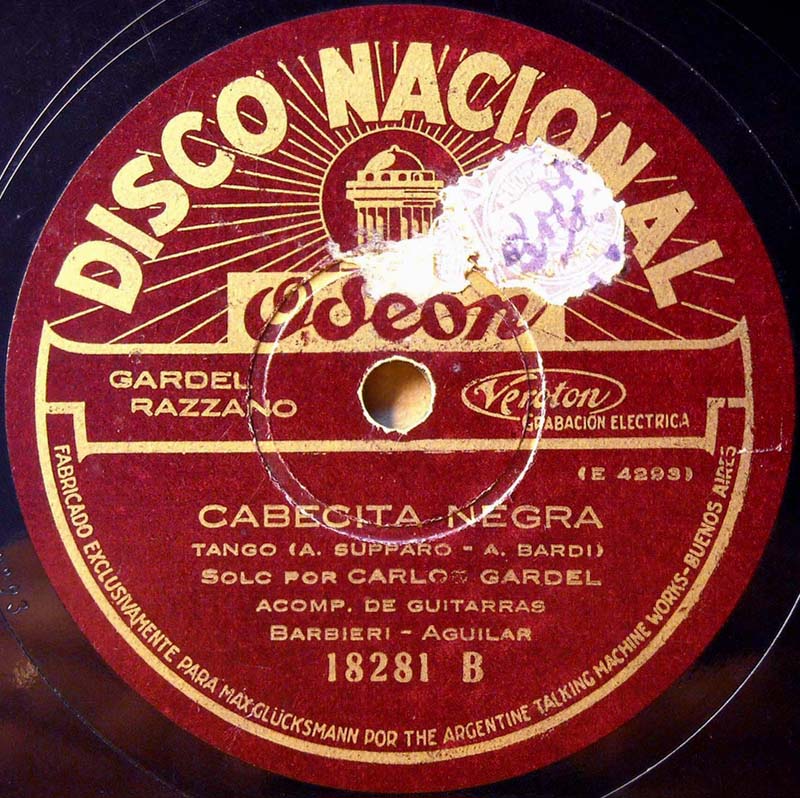 DISCO NACIONAL
Odeon
GARDEL
RAZZANO
Veroton
GRABACIÓN ELECTRICA
(E 4293)
CABECITA NEGRA
TANGO (A. SUPPARO - A. BARDI)
SOLO POR CARLOS GARDEL
ACOMP. DE GUITARRAS
BARBIERI - AGUILAR
18281 B
FABRICADO EXCLUSIVAMENTE PARA MAX GLÜCKSMANN POR THE ARGENTINE TALKING MACHINE WORKS-BUENOS AIRES